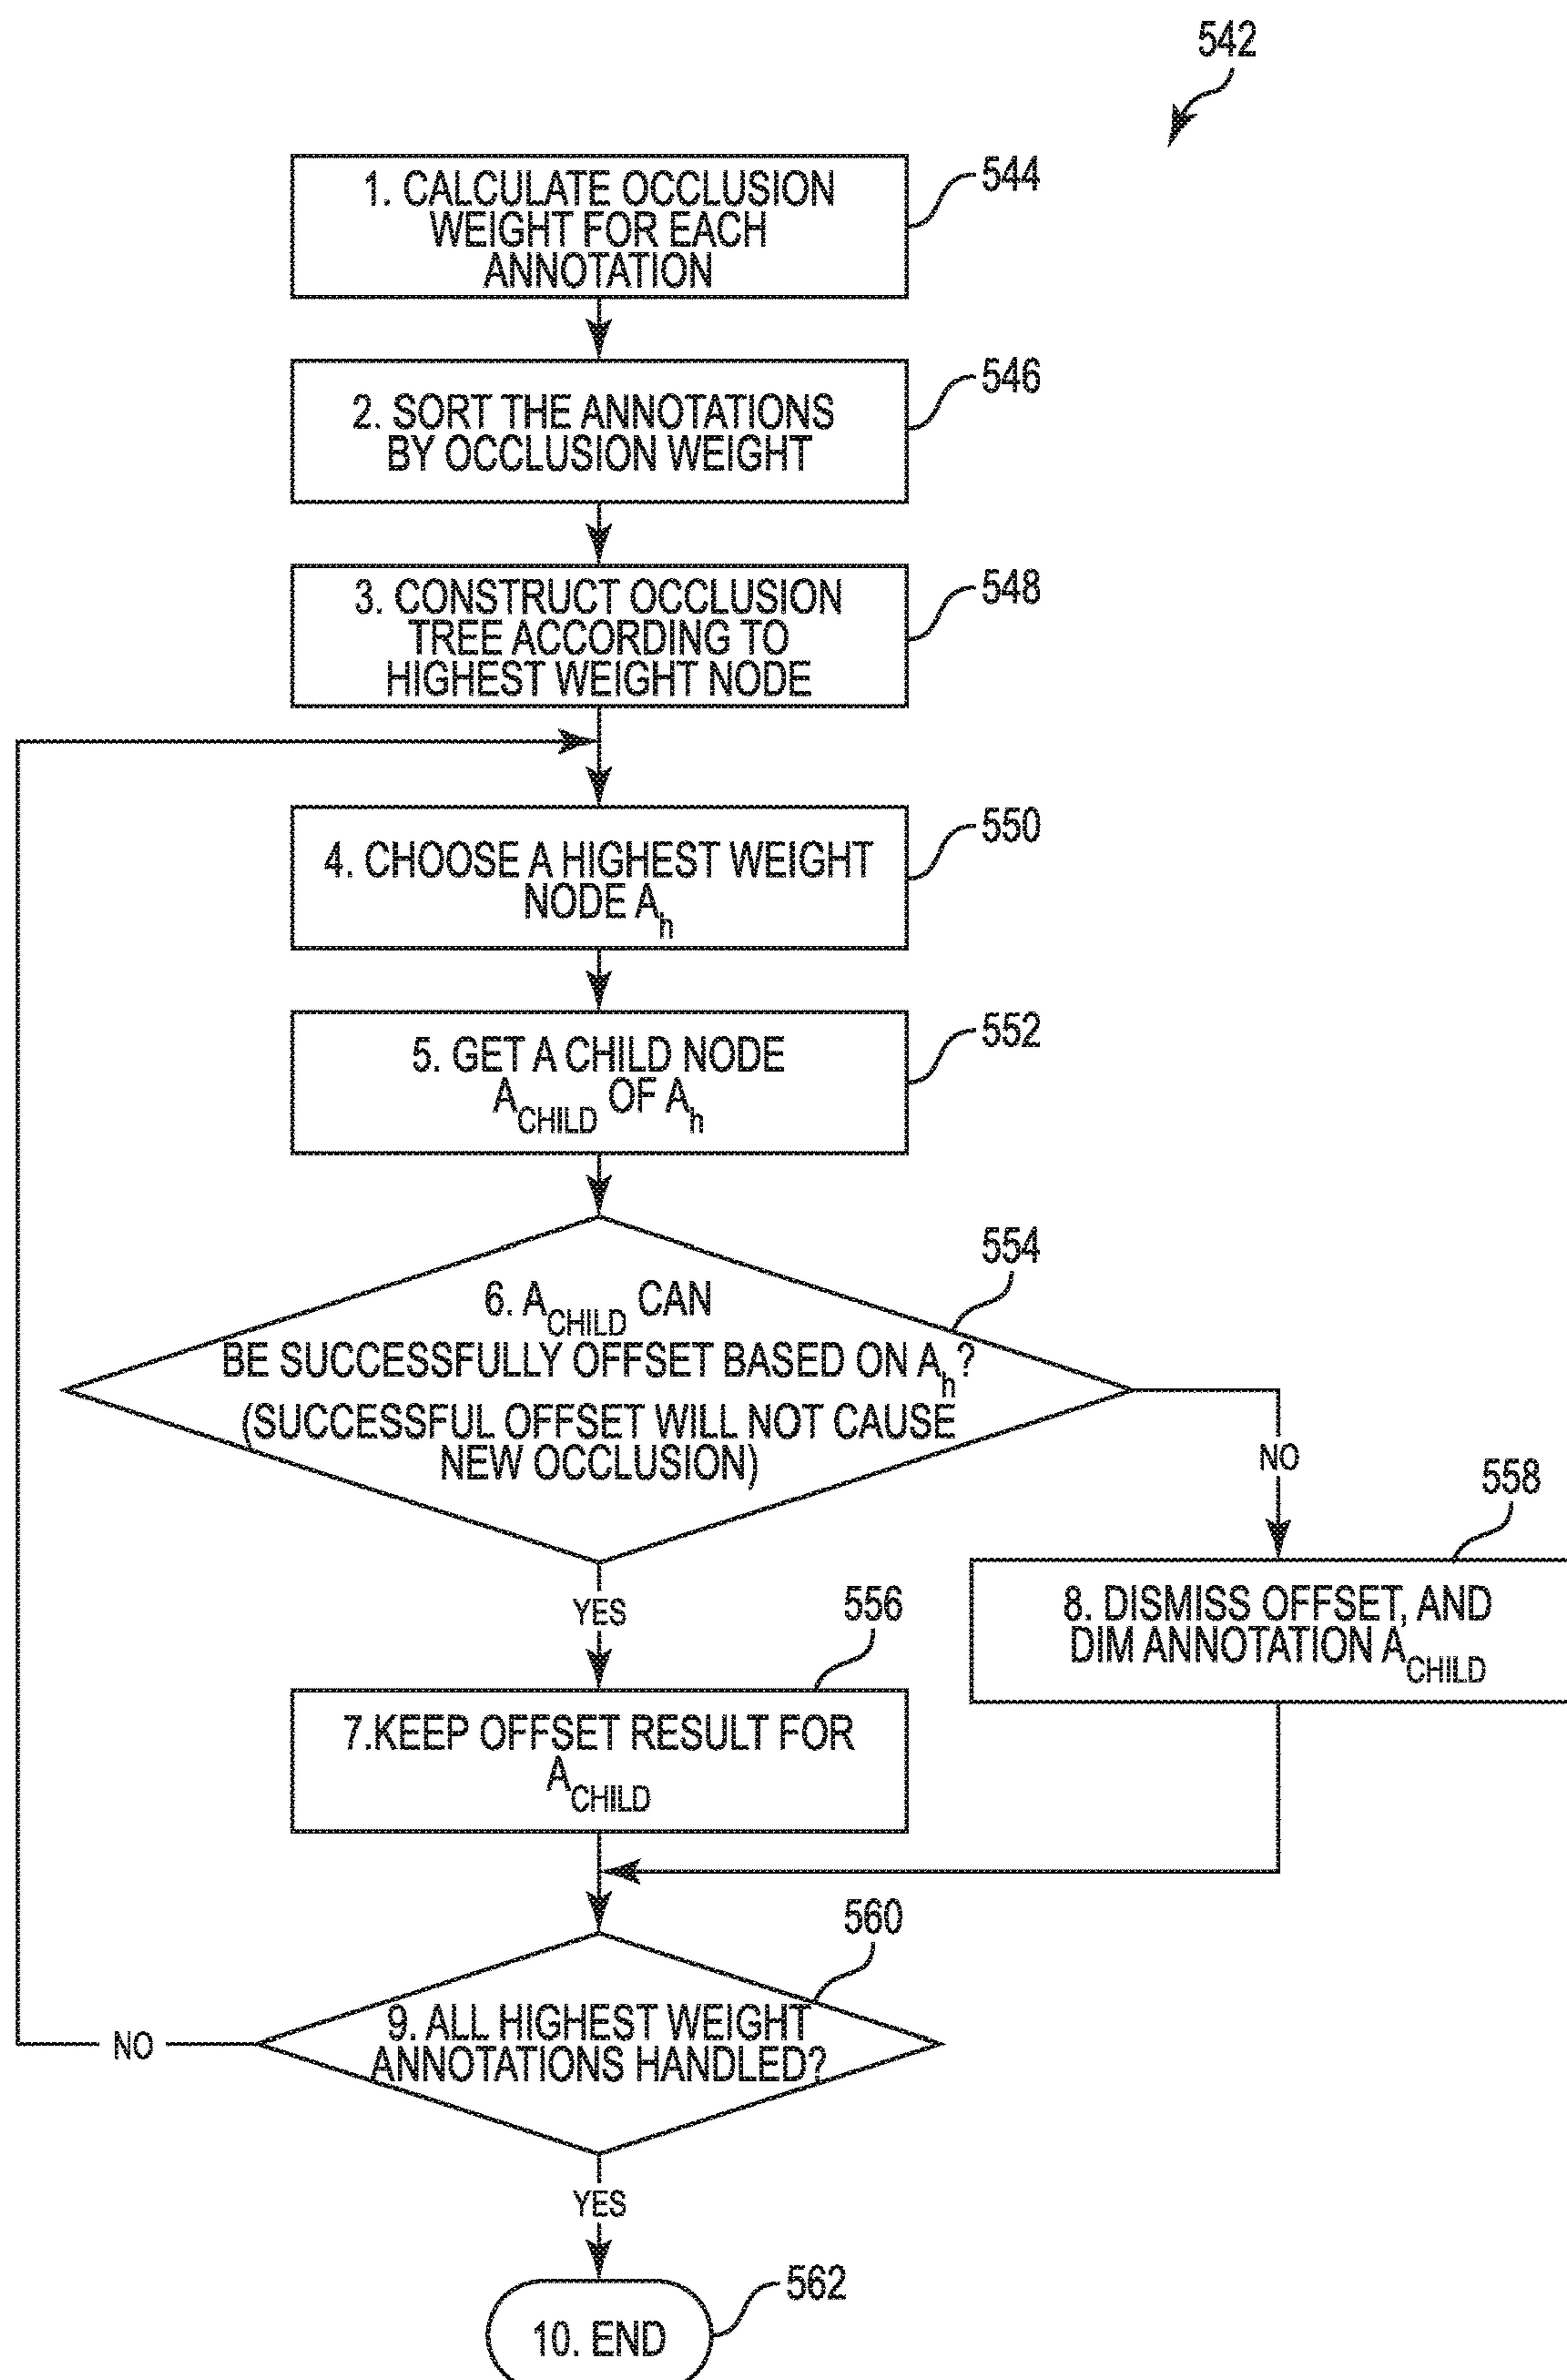 542
1. CALCULATE OCCLUSION
WEIGHT FOR EACH
ANNOTATION
544
2. SORT THE ANNOTATIONS
BY OCCLUSION WEIGHT
546
3. CONSTRUCT OCCLUSION
TREE ACCORDING TO
HIGHEST WEIGHT NODE
548
4. CHOOSE A HIGHEST WEIGHT
NODE Ah
550
5. GET A CHILD NODE
ACHILD OF Ah
552
554
6. ACHILD CAN
BE SUCCESSFULLY OFFSET BASED ON Ah?
(SUCCESSFUL OFFSET WILL NOT CAUSE
NEW OCCLUSION)
NO
558
8. DISMISS OFFSET, AND
DIM ANNOTATION ACHILD
YES
556
7.KEEP OFFSET RESULT FOR
ACHILD
560
9. ALL HIGHEST WEIGHT
ANNOTATIONS HANDLED?
NO
YES
562
10. END